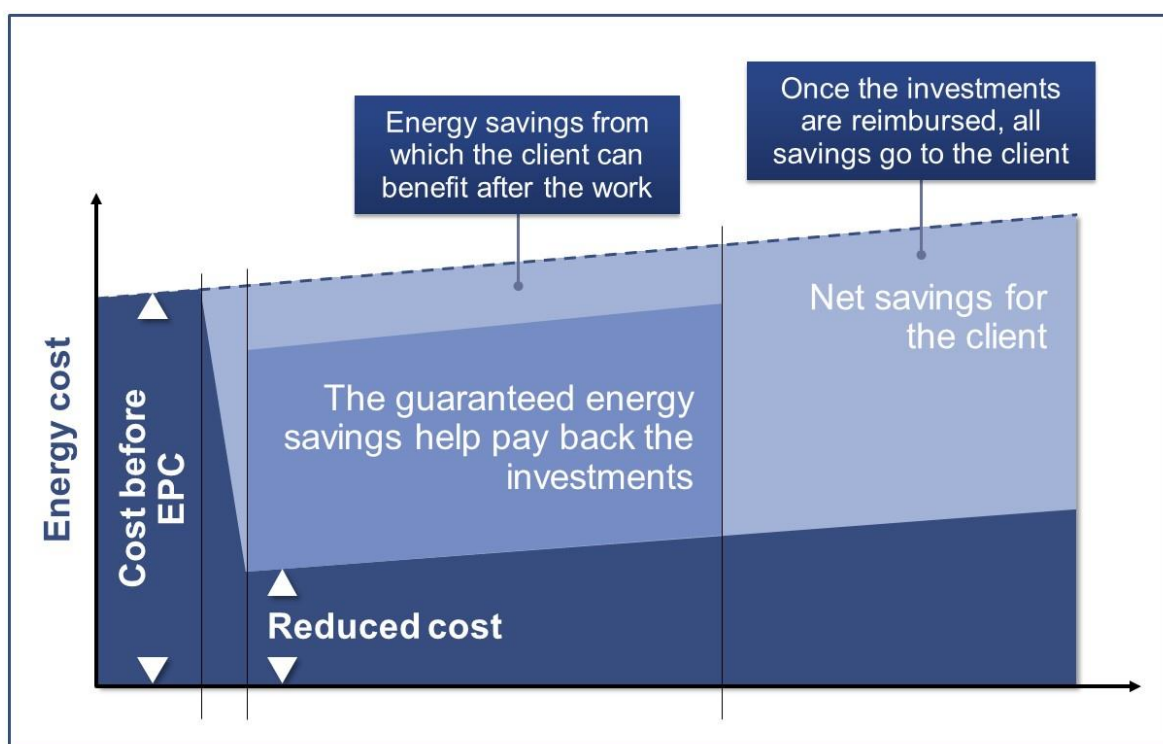 Energy savings from
which the client can
benefit after the work
Once the investments
are reimbursed, all
savings go to the client
Energy cost
Cost before
EPC
The guaranteed energy
savings help pay back the
investments
Net savings for
the client
Reduced cost